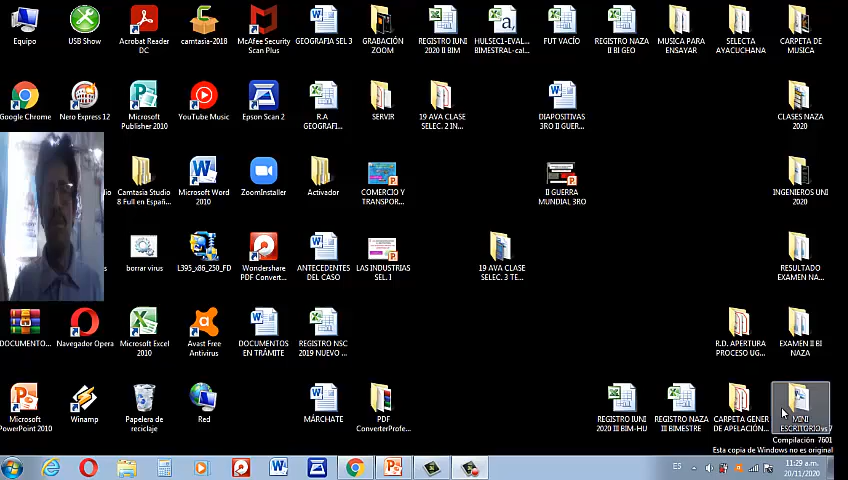 Equipo
USB Show
Acrobat Reader
DC
camtasia-2018
McAfee Security
Scan Plus
GEOGRAFIA SEL 3
GRABACIÓN
ZOOM
REGISTRO IUNI
2020 II BIM
HULSEC1-EVAL...
BIMESTRAL-cal...
FUT VACÍO
REGISTRO NAZA
II BI GEO
MUSICA PARA
ENSAYAR
SELECTA
AYACUCHANA
CARPETA DE
MUSICA
Google Chrome
Nero Express 12
Microsoft
Publisher 2010
YouTube Music
Epson Scan 2
R.A
GEOGRAFI...
SERVIR
19 AVA CLASE
SELEC. 2 IN...
DIAPOSITIVAS
3RO II GUER...
CLASES NAZA
2020
Camtasia Studio
8 Full en Españ...
Microsoft Word
2010
ZoomInstaller
Activador
COMERCIO Y
TRANSPOR...
II GUERRA
MUNDIAL 3RO
INGENIEROS UNI
2020
borrar virus
L395_x86_250_FD
Wondershare
PDF Convert...
ANTECEDENTES
DEL CASO
LAS INDUSTRIAS
SEL. I
19 AVA CLASE
SELEC. 3 TE...
RESULTADO
EXAMEN NA...
DOCUMENTO...
Navegador Opera
Microsoft Excel
2010
Avast Free
Antivirus
DOCUMENTOS
EN TRÁMITE
REGISTRO NSC
2019 NUEVO ...
R.D. APERTURA
PROCESO UG...
EXAMEN II BI
NAZA
Microsoft
PowerPoint 2010
Winamp
Papelera de
reciclaje
Red
MÁRCHATE
PDF
ConverterProfe...
REGISTRO IUNI
2020 III BIM-HU
REGISTRO NAZA
III BIMESTRE
CARPETA GENER
DE APELACIÓN...
MINI
ESCRITORIO
vs 7
Compilación 7601
Esta copia de Windows no es original
ES
11:29 a.m.
20/11/2020